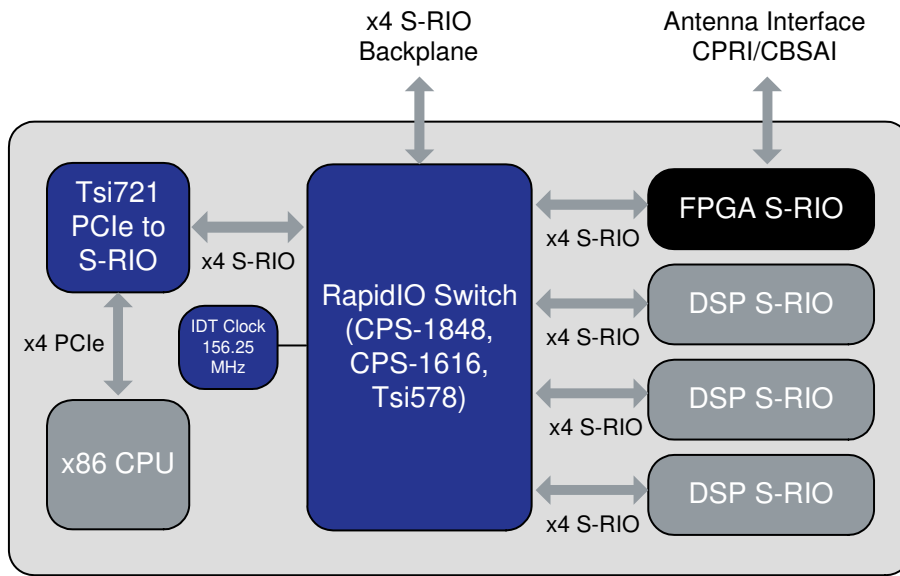 x4 S-RIO
Backplane
Antenna Interface
CPRI/CBSAI
Tsi721
PCIe to
S-RIO
x4 S-RIO
x4 PCIe
x86 CPU
IDT Clock
156.25
MHz
RapidIO Switch
(CPS-1848,
CPS-1616,
Tsi578)
x4 S-RIO
FPGA S-RIO
x4 S-RIO
DSP S-RIO
x4 S-RIO
DSP S-RIO
x4 S-RIO
DSP S-RIO